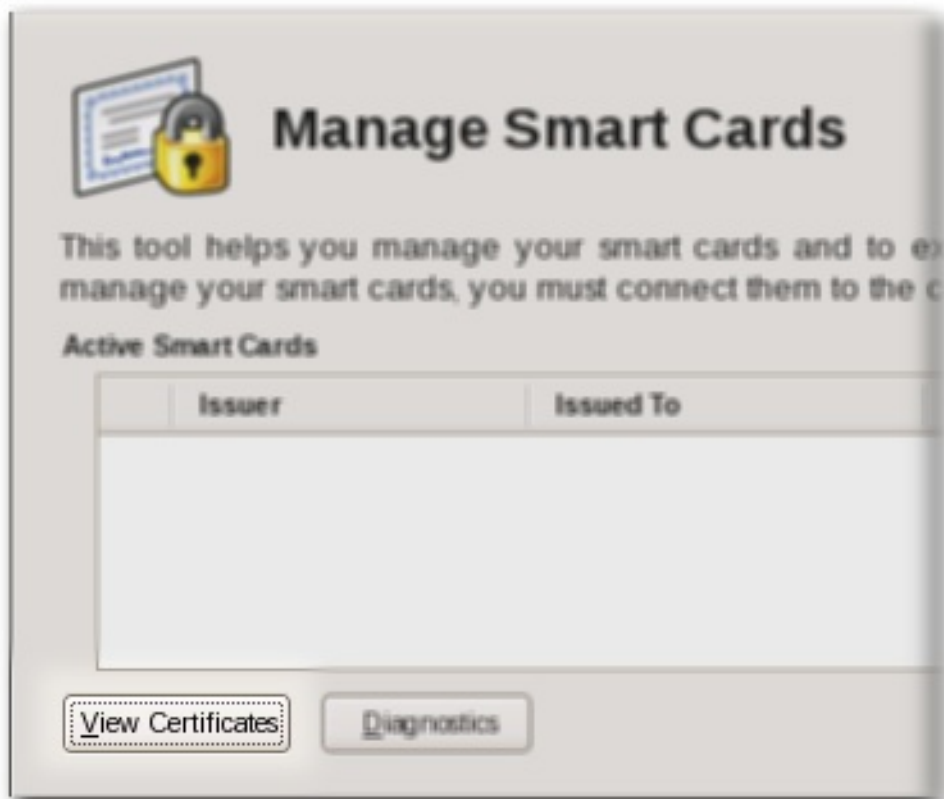 Manage Smart Cards
This tool helps you manage your smart cards and to
manage your smart cards, you must connect them to the
Active Smart Cards
Issuer Issued To
View Certificates Diagnostics